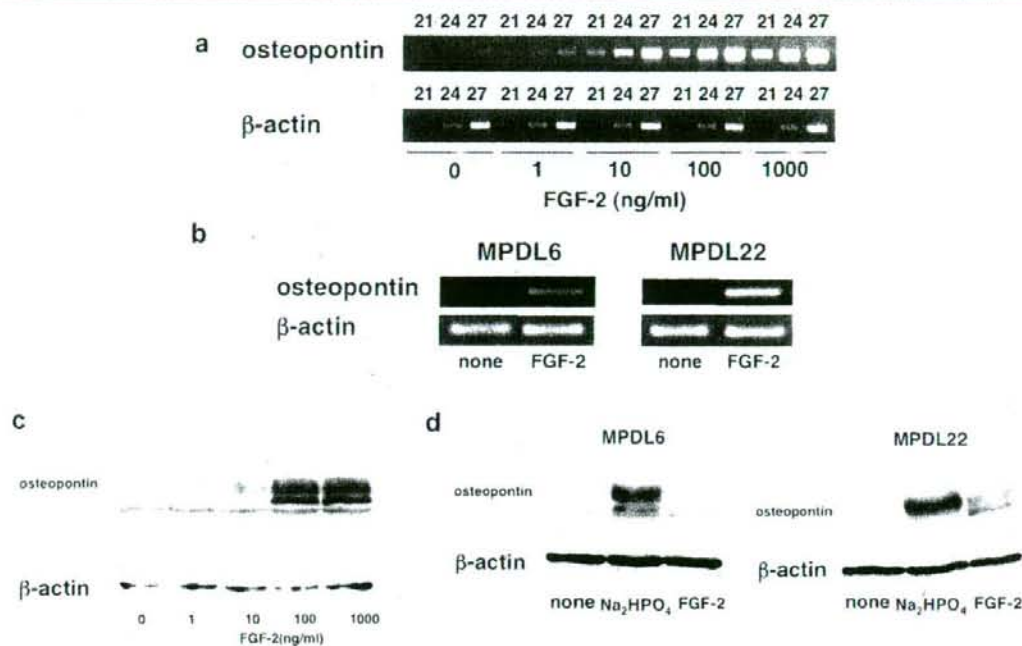 21 24 27 21 24 27 21 24 27 21 24 27 21 24 27
a osteopontin
21 24 27 21 24 27 21 24 27 21 24 27 21 24 27
β-actin
0 1 10 100 1000
FGF-2 (ng/ml)
b
MPDL6 MPDL22
osteopontin
β-actin
none FGF-2 none FGF-2
c
osteopontin
β-actin
0 1 10 100 1000
FGF-2(ng/ml)
d
MPDL6 MPDL22
osteopontin osteopontin
β-actin β-actin
none Na₂HPO₄ FGF-2 none Na₂HPO₄ FGF-2